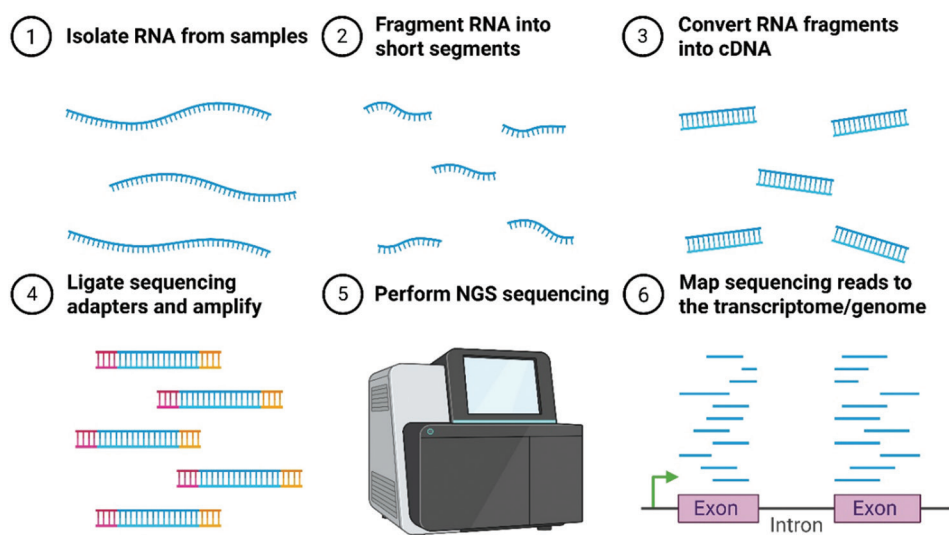 1 Isolate RNA from samples
2 Fragment RNA into
short segments
3 Convert RNA fragments
into cDNA
4 Ligate sequencing
adapters and amplify
5 Perform NGS sequencing
6 Map sequencing reads to
the transcriptome/genome
Exon
Intron
Exon